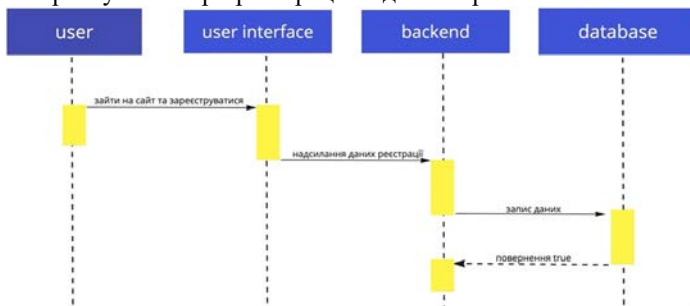 user
user interface
backend
database
зайти на сайт та зареєструватися
надсилання даних реєстрації
запис даних
повернення true